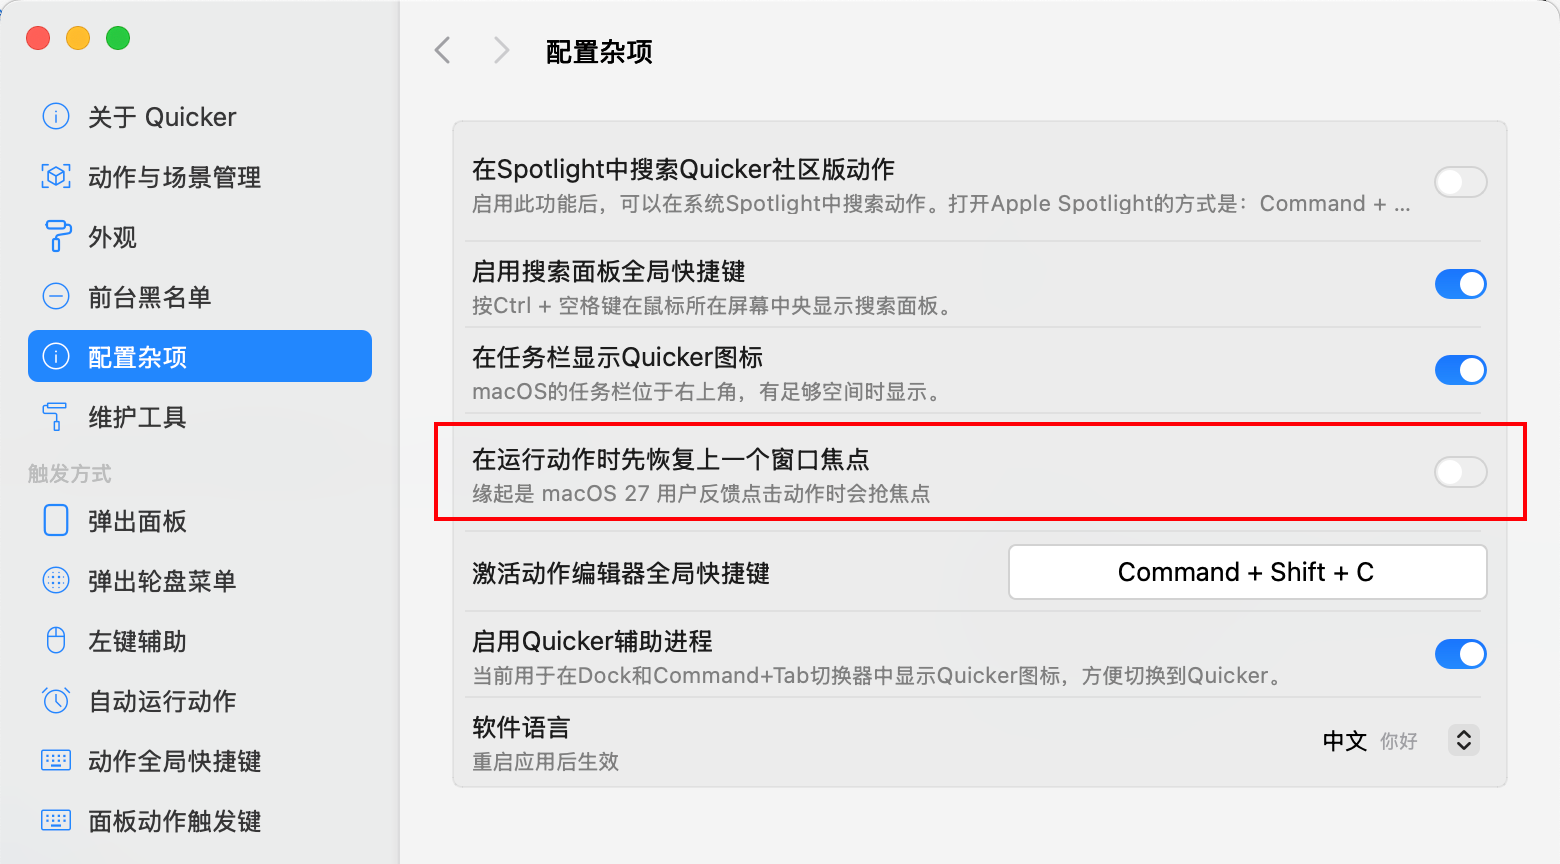 关于 Quicker
动作与场景管理
外观
前台黑名单
配置杂项
维护工具
触发方式
弹出面板
弹出轮盘菜单
左键辅助
自动运行动作
动作全局快捷键
面板动作触发键
配置杂项
在Spotlight中搜索Quicker社区版动作
启用此功能后，可以在系统Spotlight中搜索动作。打开Apple Spotlight的方式是：Command + ...
启用搜索面板全局快捷键
按Ctrl + 空格键在鼠标所在屏幕中央显示搜索面板。
在任务栏显示Quicker图标
macOS的任务栏位于右上角，有足够空间时显示。
在运行动作时先恢复上一个窗口焦点
缘起是 macOS 27 用户反馈点击动作时会抢焦点
激活动作编辑器全局快捷键
Command + Shift + C
启用Quicker辅助进程
当前用于在Dock和Command+Tab切换器中显示Quicker图标，方便切换到Quicker。
软件语言
重启应用后生效
中文 你好